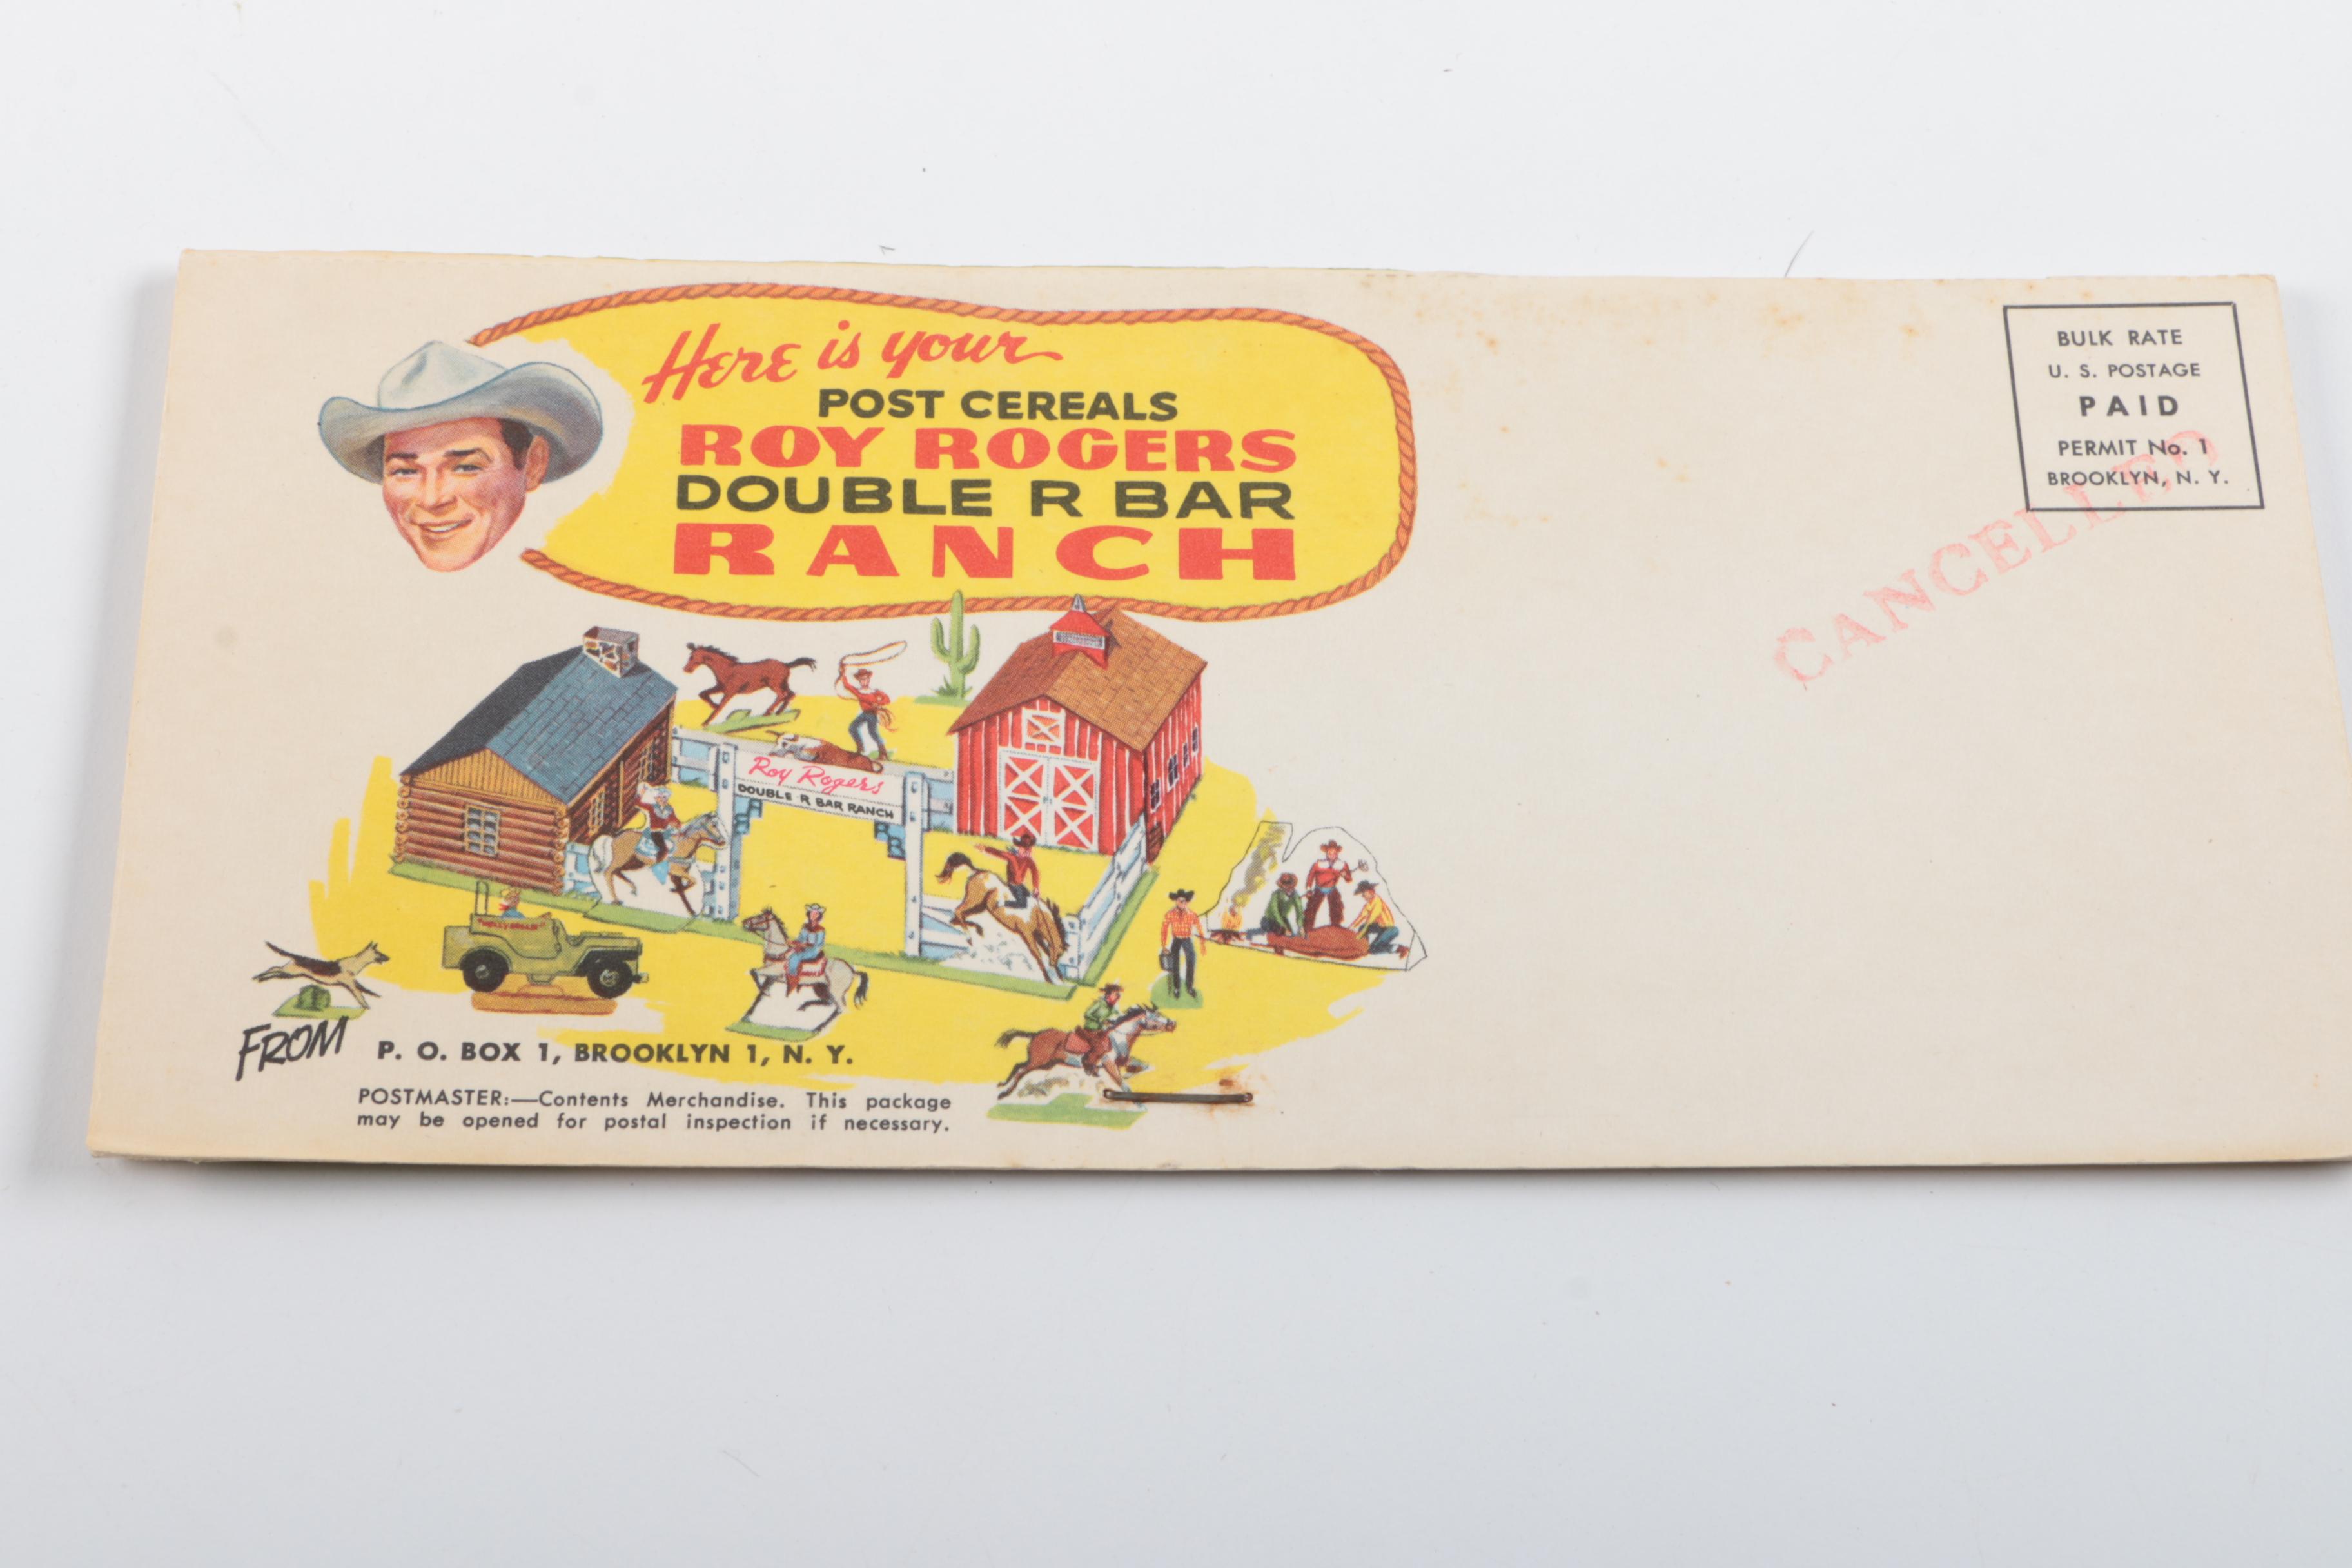 Here is your
POST CEREALS
ROY ROGERS
DOUBLE R BAR
RANCH
BULK RATE
U. S. POSTAGE
PAID
PERMIT No. 1
BROOKLYN, N. Y.
CANCELLED
Roy Rogers
DOUBLE R BAR RANCH
"NELLYBELLE"
FROM P. O. BOX 1, BROOKLYN 1, N. Y.
POSTMASTER:—Contents Merchandise. This package
may be opened for postal inspection if necessary.